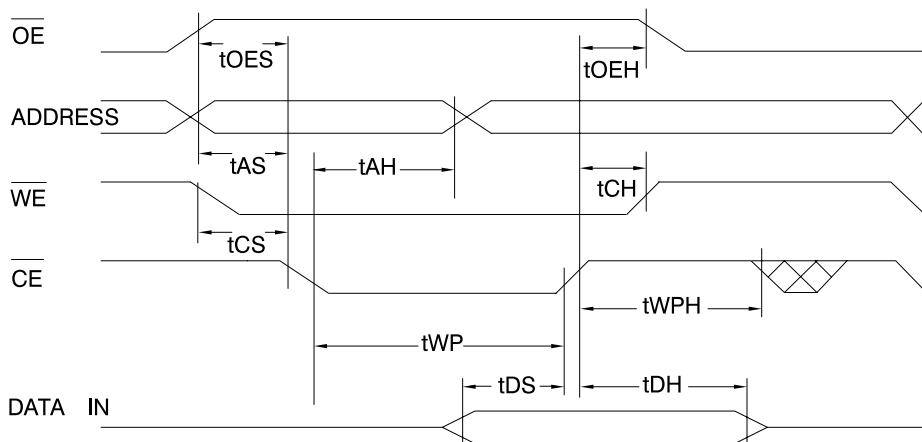 OE
tOES
tOEH
ADDRESS
tAS
tAH
tCH
WE
tCS
CE
tWPH
tWP
tDS
tDH
DATA IN